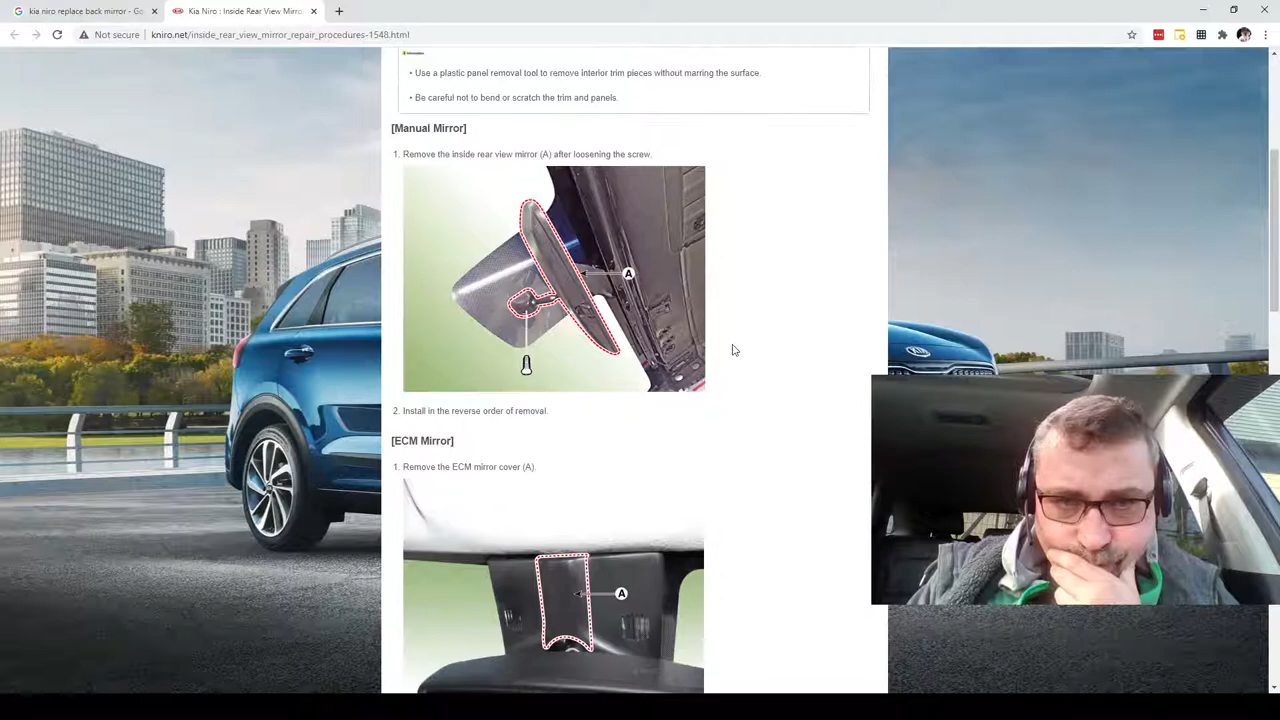 kia niro replace back mirror - Go
Kia Niro : Inside Rear View Mirro
Not secure
kniro.net/inside_rear_view_mirror_repair_procedures-1548.html
Information
• Use a plastic panel removal tool to remove interior trim pieces without marring the surface.
• Be careful not to bend or scratch the trim and panels.
[Manual Mirror]
1. Remove the inside rear view mirror (A) after loosening the screw.
A
2. Install in the reverse order of removal.
[ECM Mirror]
1. Remove the ECM mirror cover (A).
A